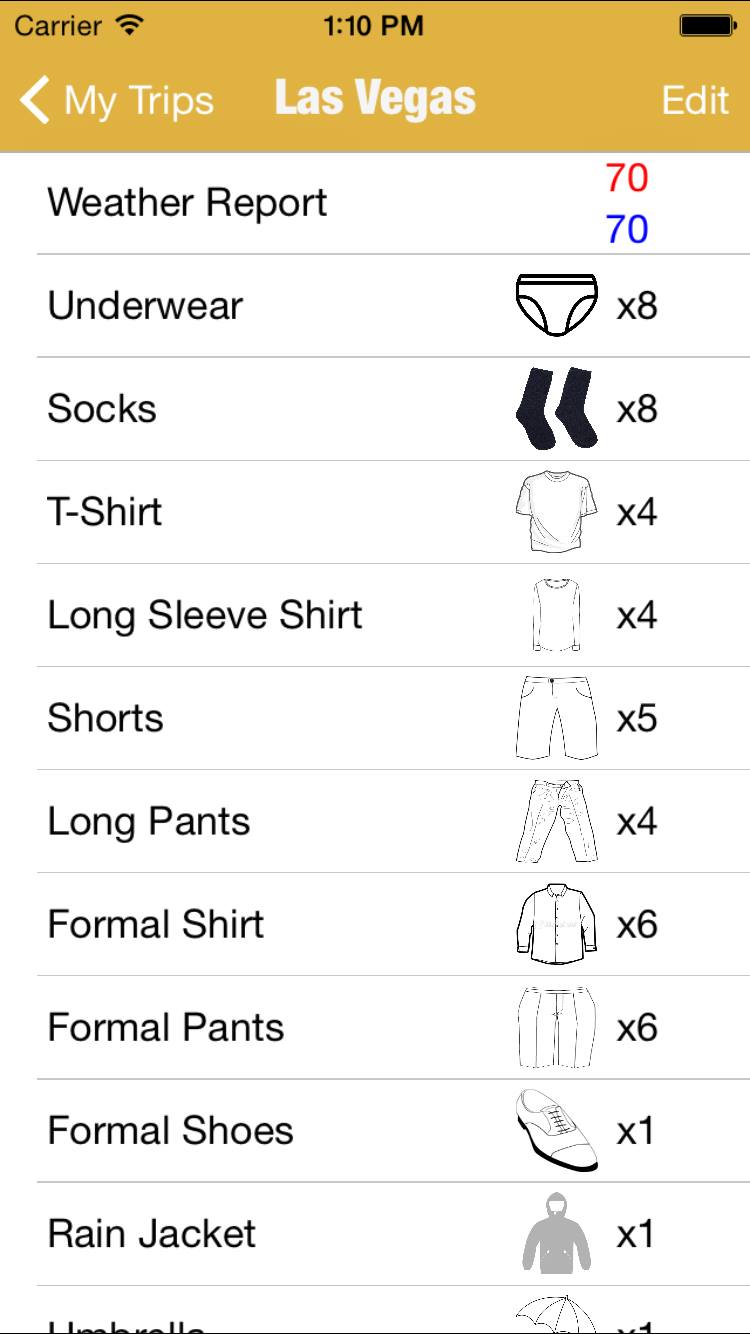 Carrier 1:10 PM
My Trips Las Vegas Edit
Weather Report 70
70
Underwear x8
Socks x8
T-Shirt x4
Long Sleeve Shirt x4
Shorts x5
Long Pants x4
Formal Shirt x6
Formal Pants x6
Formal Shoes x1
Rain Jacket x1
Umbrella x1